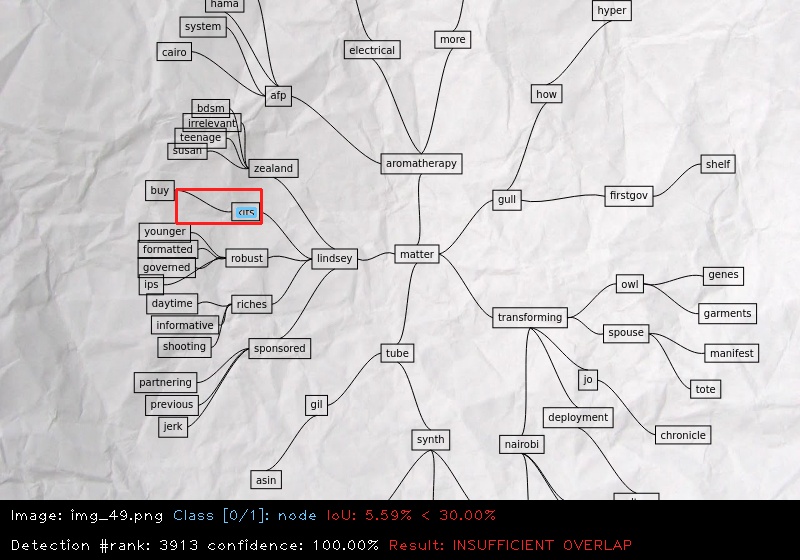 hama
hyper
system
more
electrical
cairo
how
afp
bdsm
irrelevant
teenage
susan
aromatherapy
shelf
zealand
buy
firstgov
gull
younger
formatted
matter
robust
lindsey
governed
genes
ips
owl
daytime
riches
garments
informative
transforming
spouse
shooting
sponsored
tube
manifest
partnering
jo
tote
previous
gil
deployment
jerk
chronicle
synth
nairobi
asin
Image: img_49.png Class [0/1]: node IoU: 5.59% < 30.00%
Detection #rank: 3913 confidence: 100.00% Result: INSUFFICIENT OVERLAP